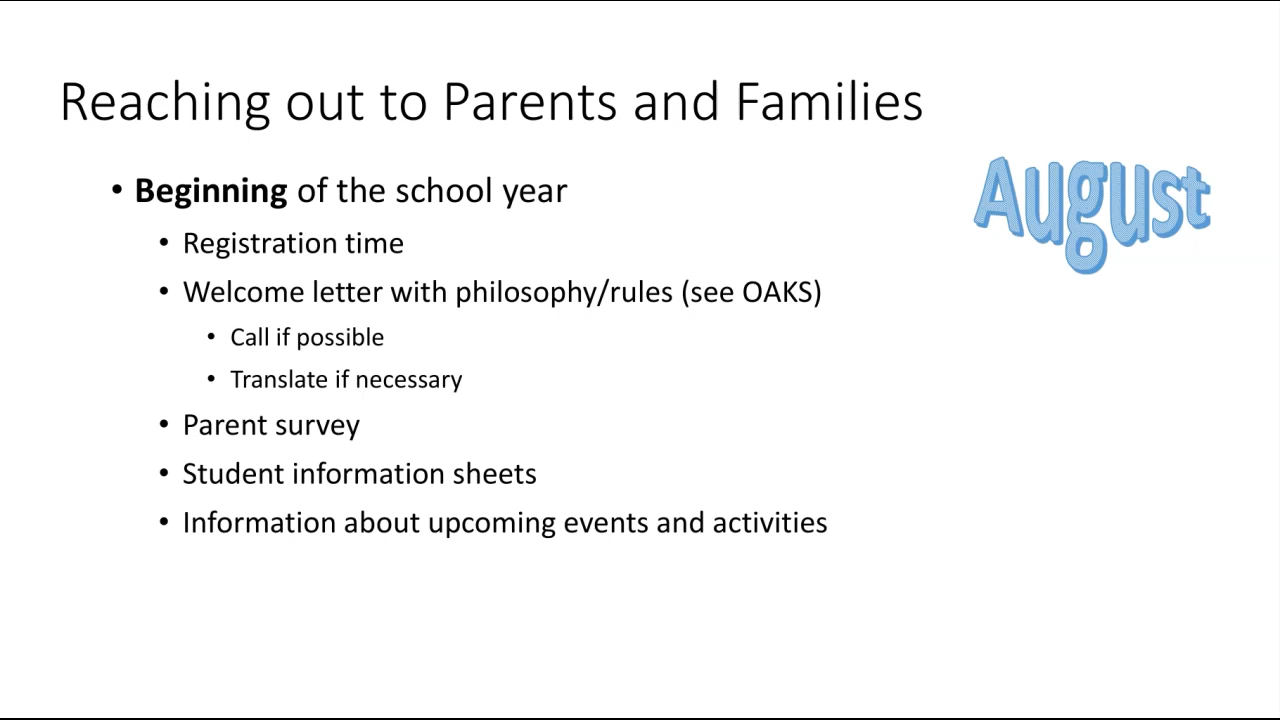 Reaching out to Parents and Families
August
• Beginning of the school year
• Registration time
• Welcome letter with philosophy/rules (see OAKS)
• Call if possible
• Translate if necessary
• Parent survey
• Student information sheets
• Information about upcoming events and activities